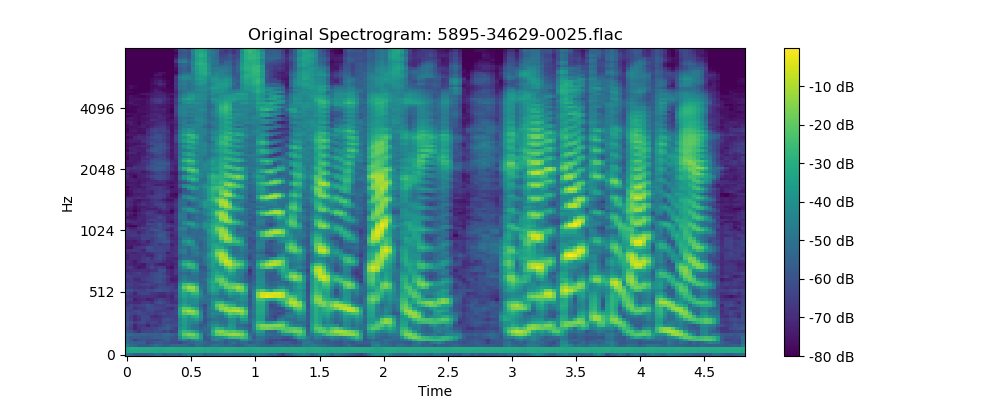 Original Spectrogram: 5895-34629-0025.flac
Hz
4096
2048
1024
512
0
0 0.5 1 1.5 2 2.5 3 3.5 4 4.5
Time
-10 dB
-20 dB
-30 dB
-40 dB
-50 dB
-60 dB
-70 dB
-80 dB